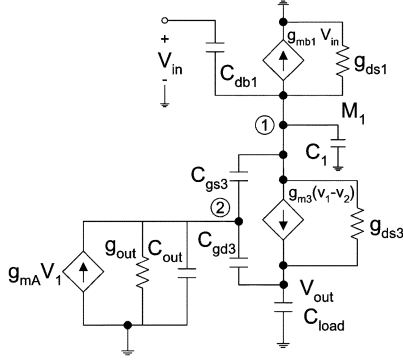 g_mb1 V_in
+
V_in
-
C_db1
g_ds1
M_1
①
C_1
C_gs3
g_m3(v_1-v_2)
②
g_ds3
C_gd3
g_mA V_1
g_out
C_out
V_out
C_load